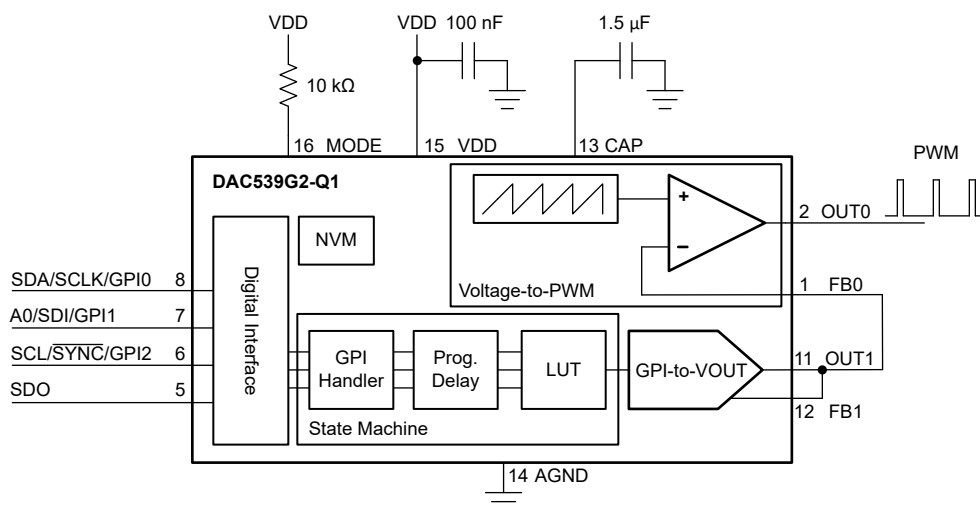 VDD
VDD 100 nF
1.5 µF
10 kΩ
16 MODE
15 VDD
13 CAP
PWM
DAC539G2-Q1
NVM
+
−
2 OUT0
Voltage-to-PWM
1 FB0
SDA/SCLK/GPI0 8
A0/SDI/GPI1 7
SCL/SYNC/GPI2 6
SDO 5
Digital Interface
GPI
Handler
Prog.
Delay
LUT
State Machine
GPI-to-VOUT
11 OUT1
12 FB1
14 AGND